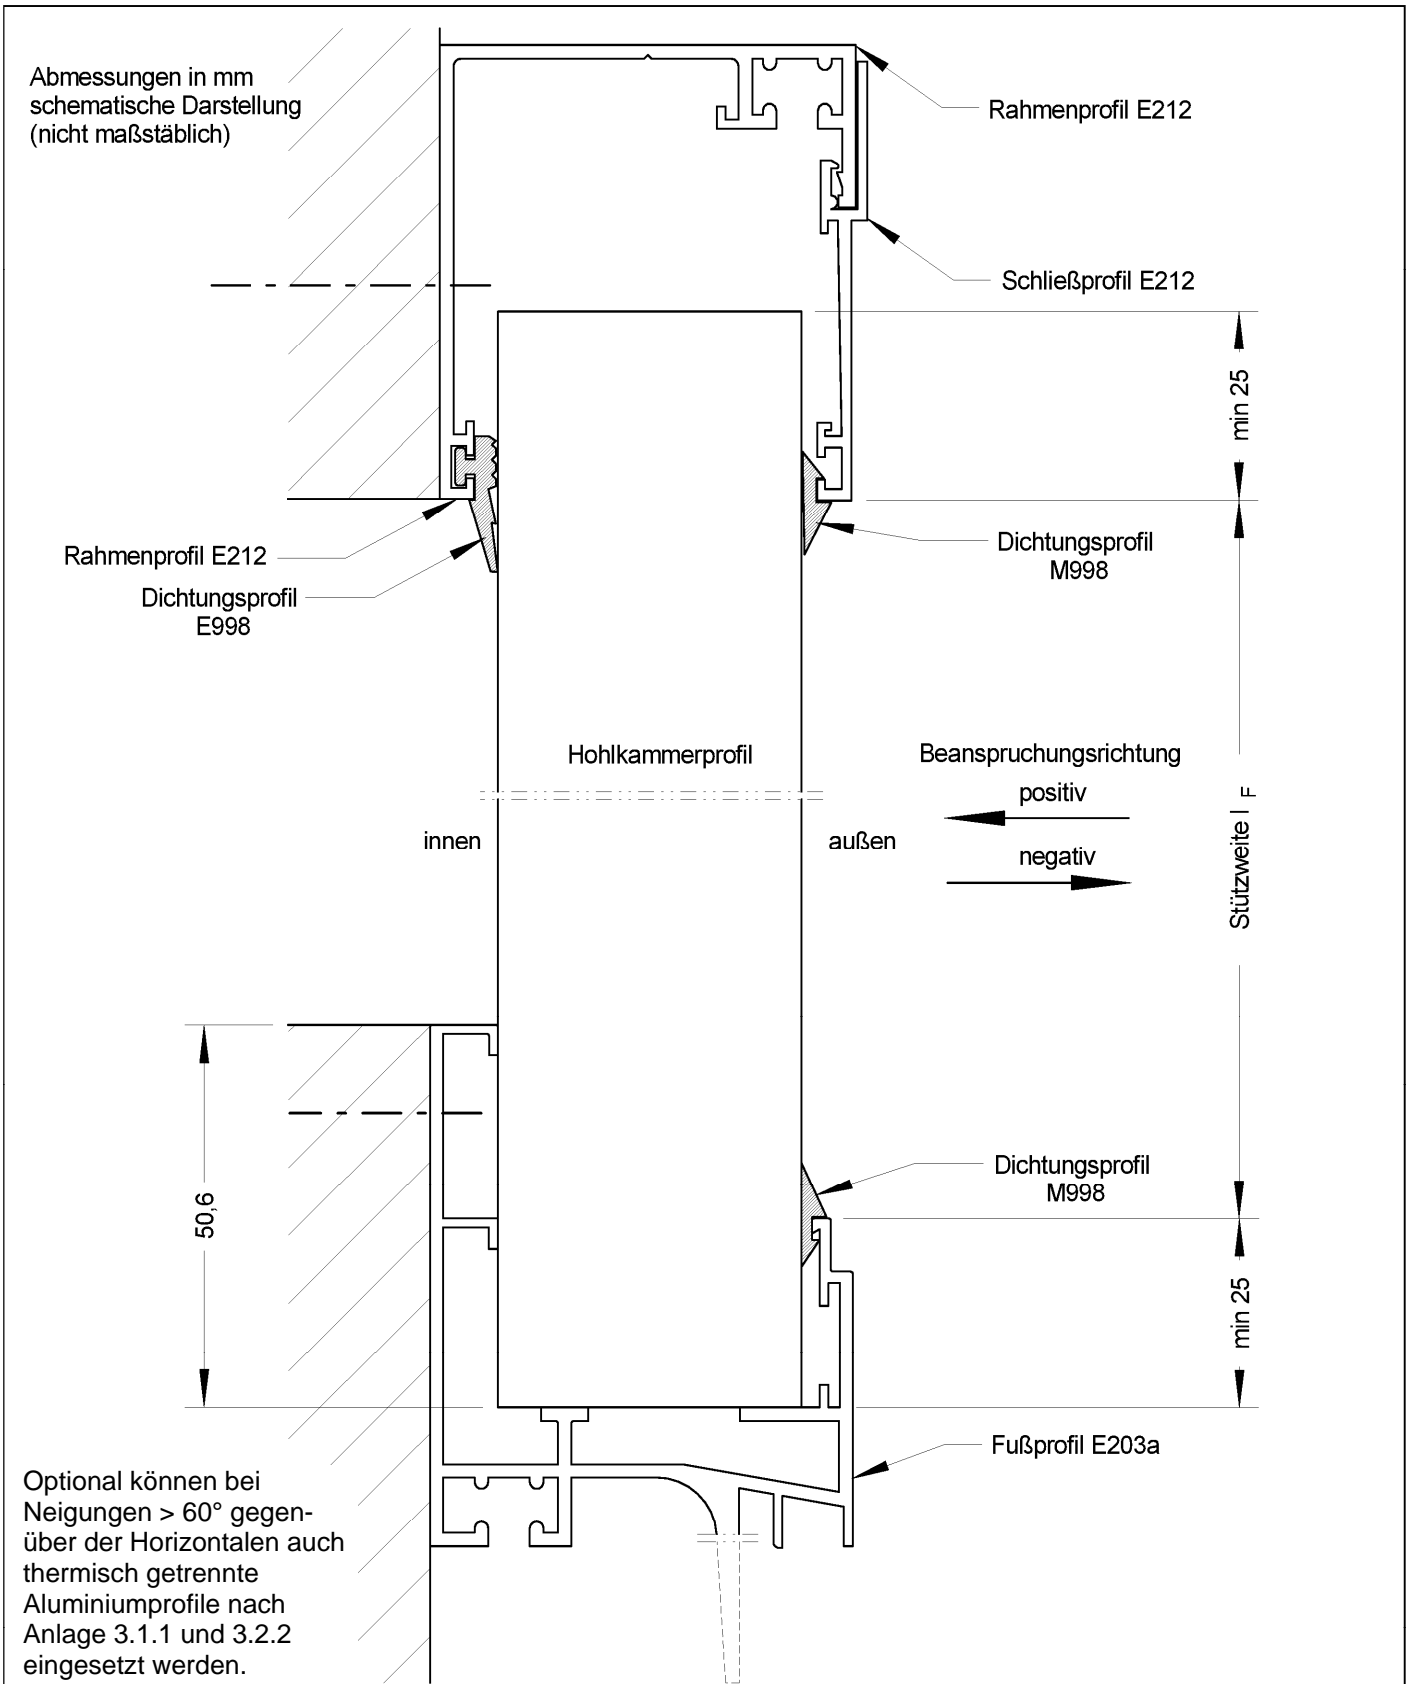 Abmessungen in mm
schematische Darstellung
(nicht maßstäblich)
Rahmenprofil E212
Schließprofil E212
min 25
Rahmenprofil E212
Dichtungsprofil
E998
Dichtungsprofil
M998
Hohlkammerprofil
Beanspruchungsrichtung
positiv
negativ
innen
außen
Stützweite l F
50,6
Dichtungsprofil
M998
min 25
Fußprofil E203a
Optional können bei
Neigungen > 60° gegen-
über der Horizontalen auch
thermisch getrennte
Aluminiumprofile nach
Anlage 3.1.1 und 3.2.2
eingesetzt werden.